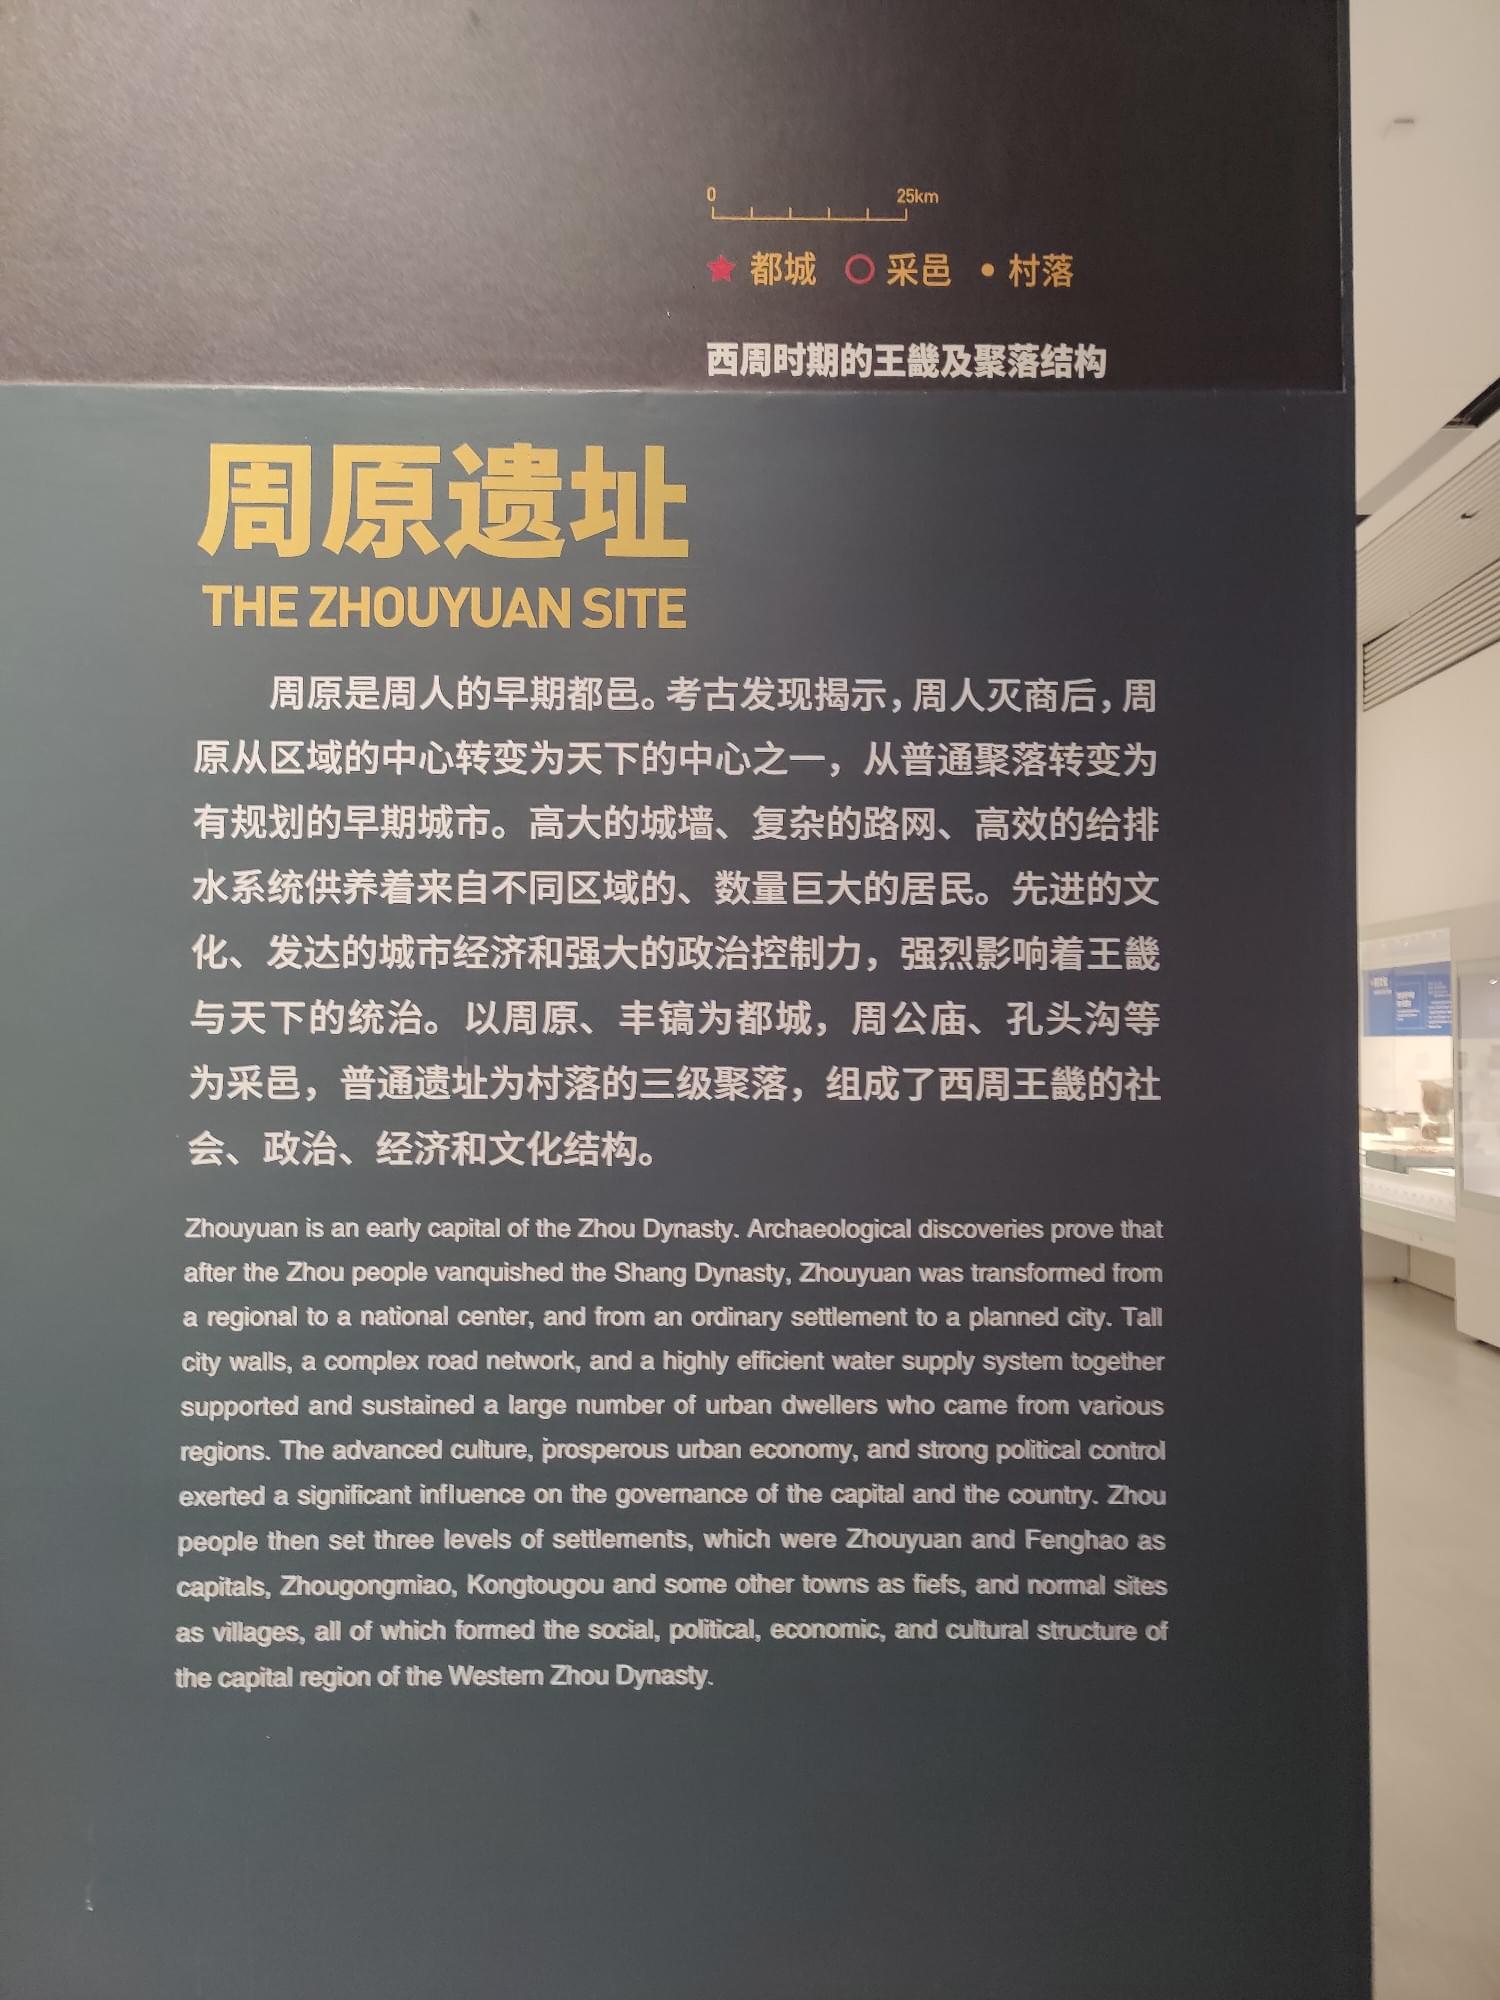 0 25km
★ 都城 ○ 采邑 • 村落
西周时期的王畿及聚落结构
周原遗址
THE ZHOUYUAN SITE
周原是周人的早期都邑。考古发现揭示，周人灭商后，周
原从区域的中心转变为天下的中心之一，从普通聚落转变为
有规划的早期城市。高大的城墙、复杂的路网、高效的给排
水系统供养着来自不同区域的、数量巨大的居民。先进的文
化、发达的城市经济和强大的政治控制力，强烈影响着王畿
与天下的统治。以周原、丰镐为都城，周公庙、孔头沟等
为采邑，普通遗址为村落的三级聚落，组成了西周王畿的社
会、政治、经济和文化结构。
Zhouyuan is an early capital of the Zhou Dynasty. Archaeological discoveries prove that
after the Zhou people vanquished the Shang Dynasty, Zhouyuan was transformed from
a regional to a national center, and from an ordinary settlement to a planned city. Tall
city walls, a complex road network, and a highly efficient water supply system together
supported and sustained a large number of urban dwellers who came from various
regions. The advanced culture, prosperous urban economy, and strong political control
exerted a significant influence on the governance of the capital and the country. Zhou
people then set three levels of settlements, which were Zhouyuan and Fenghao as
capitals, Zhougongmiao, Kongtougou and some other towns as fiefs, and normal sites
as villages, all of which formed the social, political, economic, and cultural structure of
the capital region of the Western Zhou Dynasty.